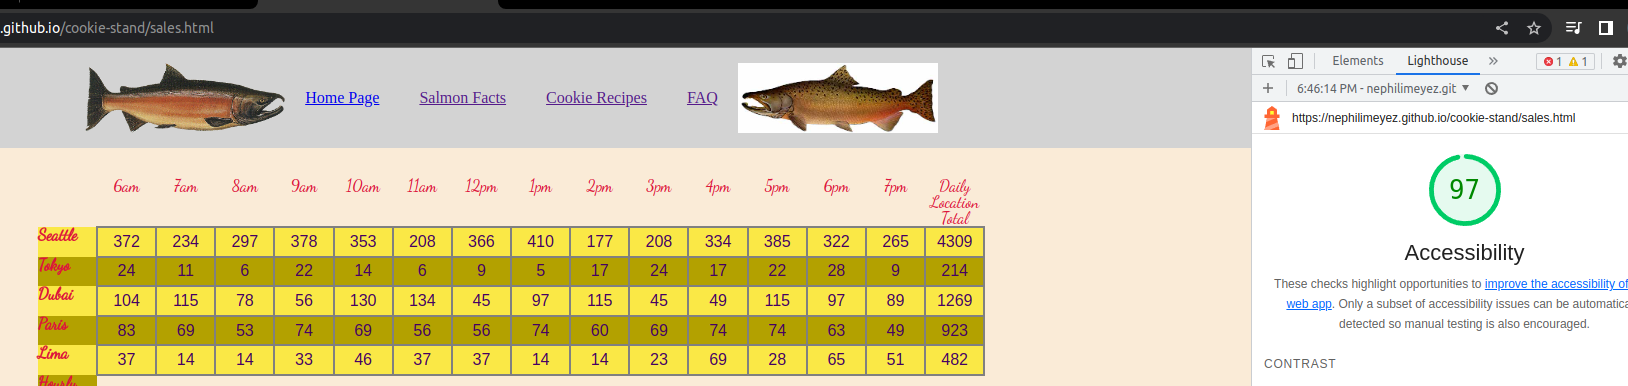 .github.io/cookie-stand/sales.html
Elements Lighthouse » 1 1
6:46:14 PM - nephilimeyez.git
https://nephilimeyez.github.io/cookie-stand/sales.html
Home Page Salmon Facts Cookie Recipes FAQ
6am 7am 8am 9am 10am 11am 12pm 1pm 2pm 3pm 4pm 5pm 6pm 7pm Daily
Location
Total
Seattle 372 234 297 378 353 208 366 410 177 208 334 385 322 265 4309
Tokyo 24 11 6 22 14 6 9 5 17 24 17 22 28 9 214
Dubai 104 115 78 56 130 134 45 97 115 45 49 115 97 89 1269
Paris 83 69 53 74 69 56 56 74 60 69 74 74 63 49 923
Lima 37 14 14 33 46 37 37 14 14 23 69 28 65 51 482
Hourly
97
Accessibility
These checks highlight opportunities to improve the accessibility of
web app. Only a subset of accessibility issues can be automatica
detected so manual testing is also encouraged.
CONTRAST